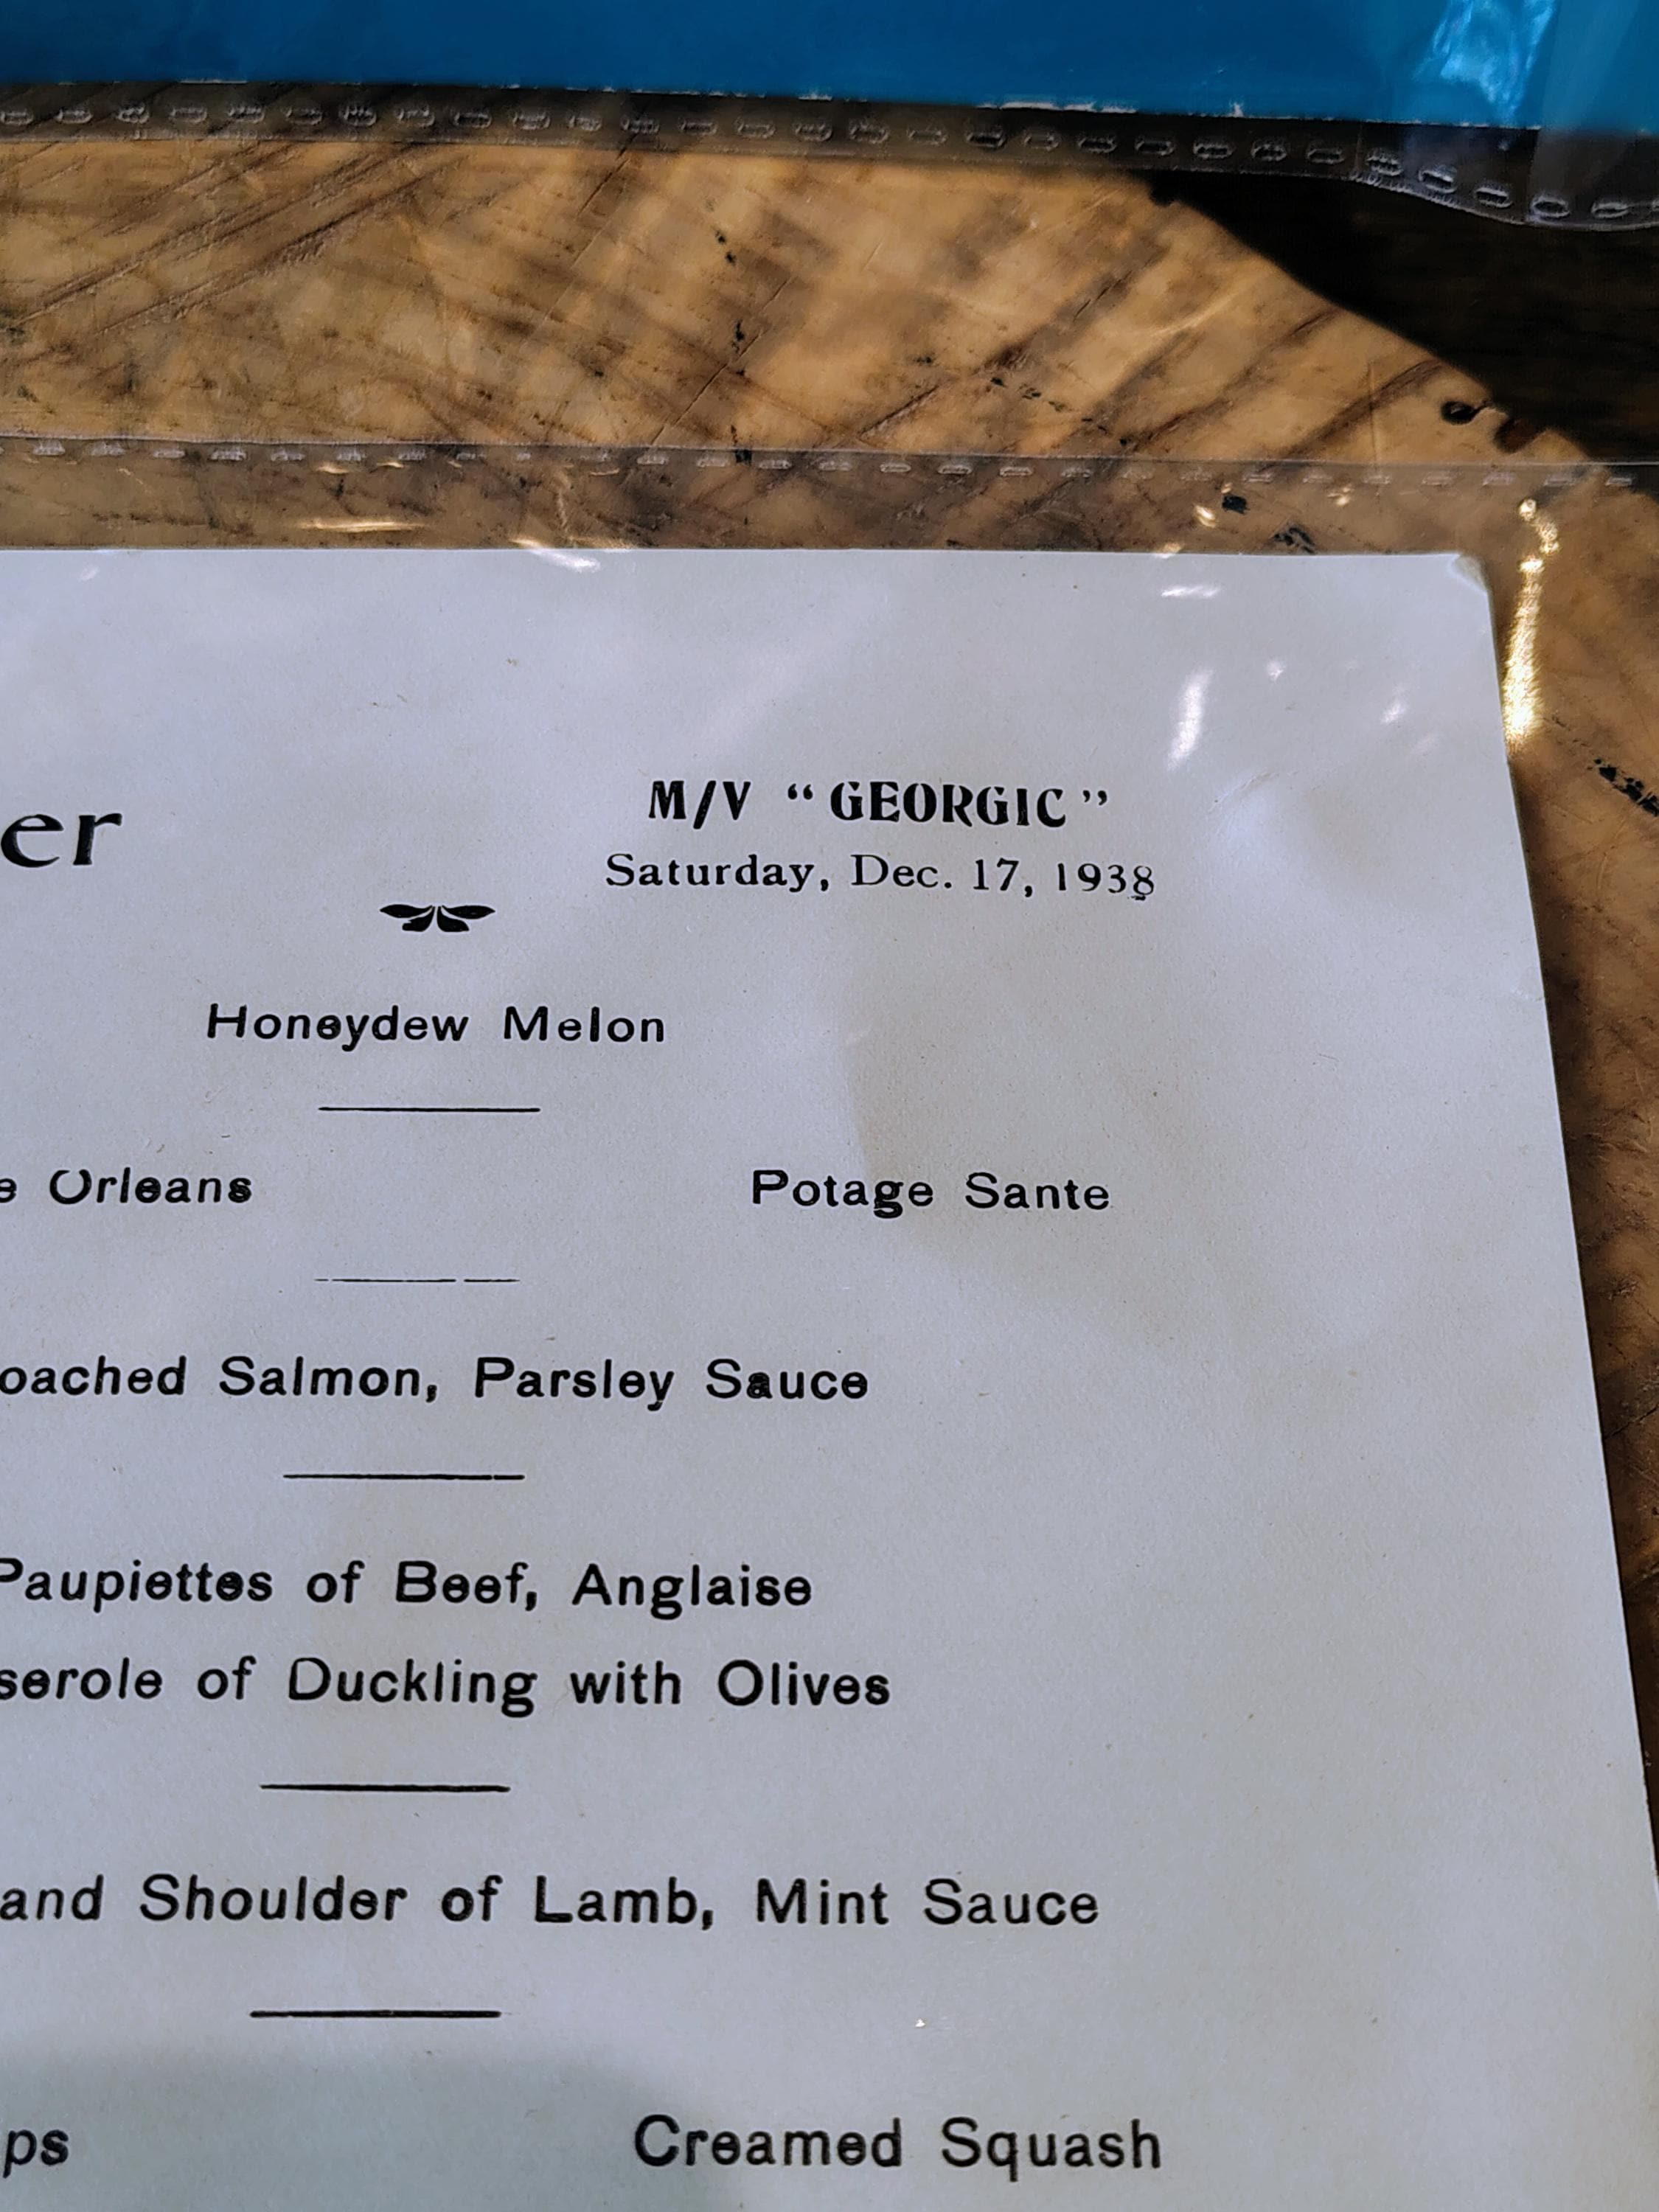 er
M/V “ GEORGIC ”
Saturday, Dec. 17, 1938
Honeydew Melon
e Orleans Potage Sante
oached Salmon, Parsley Sauce
Paupiettes of Beef, Anglaise
serole of Duckling with Olives
and Shoulder of Lamb, Mint Sauce
ps Creamed Squash